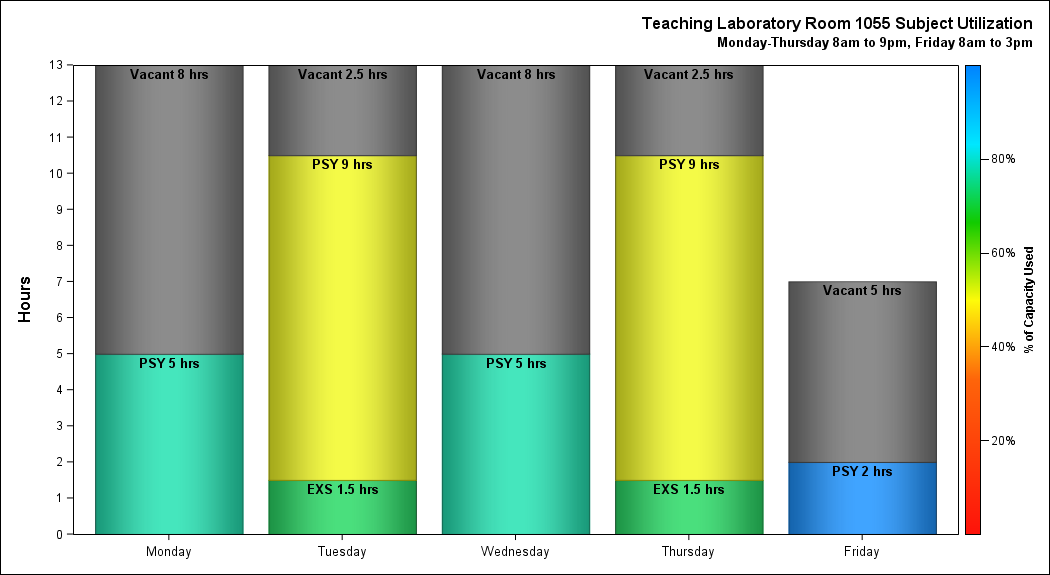 Teaching Laboratory Room 1055 Subject Utilization
Monday-Thursday 8am to 9pm, Friday 8am to 3pm
Hours
13
12
11
10
9
8
7
6
5
4
3
2
1
0
Vacant 8 hrs
PSY 5 hrs
Vacant 2.5 hrs
PSY 9 hrs
EXS 1.5 hrs
Vacant 8 hrs
PSY 5 hrs
Vacant 2.5 hrs
PSY 9 hrs
EXS 1.5 hrs
Vacant 5 hrs
PSY 2 hrs
Monday
Tuesday
Wednesday
Thursday
Friday
80%
60%
40%
20%
% of Capacity Used